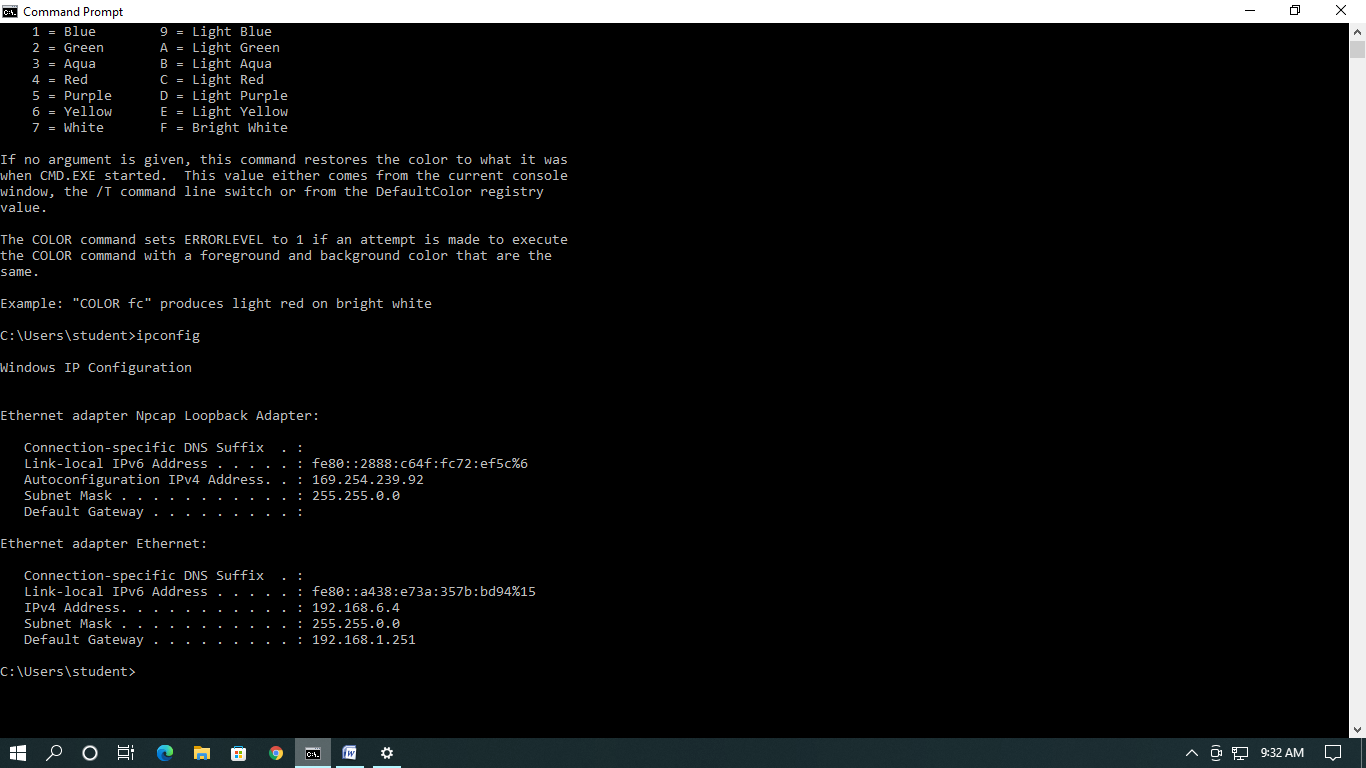 Command Prompt
1 = Blue        9 = Light Blue
2 = Green       A = Light Green
3 = Aqua        B = Light Aqua
4 = Red         C = Light Red
5 = Purple      D = Light Purple
6 = Yellow      E = Light Yellow
7 = White       F = Bright White
If no argument is given, this command restores the color to what it was
when CMD.EXE started.  This value either comes from the current console
window, the /T command line switch or from the DefaultColor registry
value.
The COLOR command sets ERRORLEVEL to 1 if an attempt is made to execute
the COLOR command with a foreground and background color that are the
same.
Example: "COLOR fc" produces light red on bright white
C:\Users\student>ipconfig
Windows IP Configuration
Ethernet adapter Npcap Loopback Adapter:
Connection-specific DNS Suffix  . :
Link-local IPv6 Address . . . . . : fe80::2888:c64f:fc72:ef5c%6
Autoconfiguration IPv4 Address. . : 169.254.239.92
Subnet Mask . . . . . . . . . . . : 255.255.0.0
Default Gateway . . . . . . . . . :
Ethernet adapter Ethernet:
Connection-specific DNS Suffix  . :
Link-local IPv6 Address . . . . . : fe80::a438:e73a:357b:bd94%15
IPv4 Address. . . . . . . . . . . : 192.168.6.4
Subnet Mask . . . . . . . . . . . : 255.255.0.0
Default Gateway . . . . . . . . . : 192.168.1.251
C:\Users\student>
9:32 AM